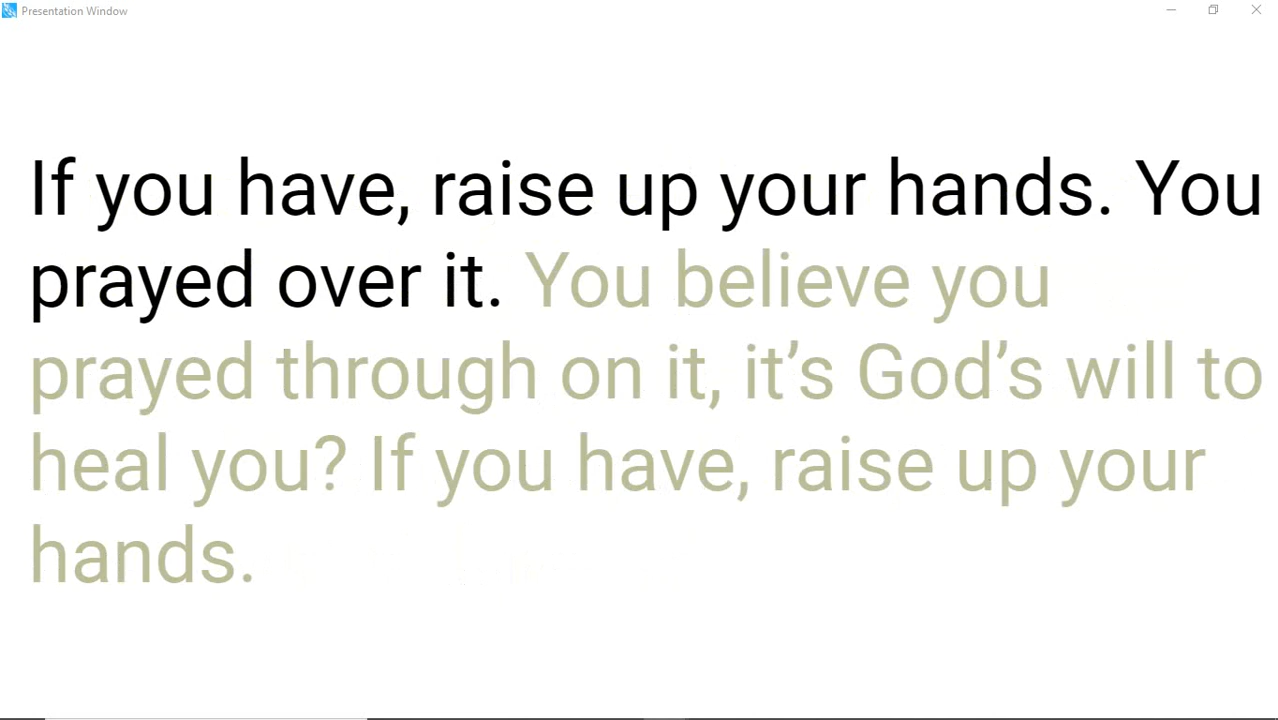 Presentation Window
If you have, raise up your hands. You
prayed over it. You believe you
prayed through on it, it’s God’s will to
heal you? If you have, raise up your
hands.